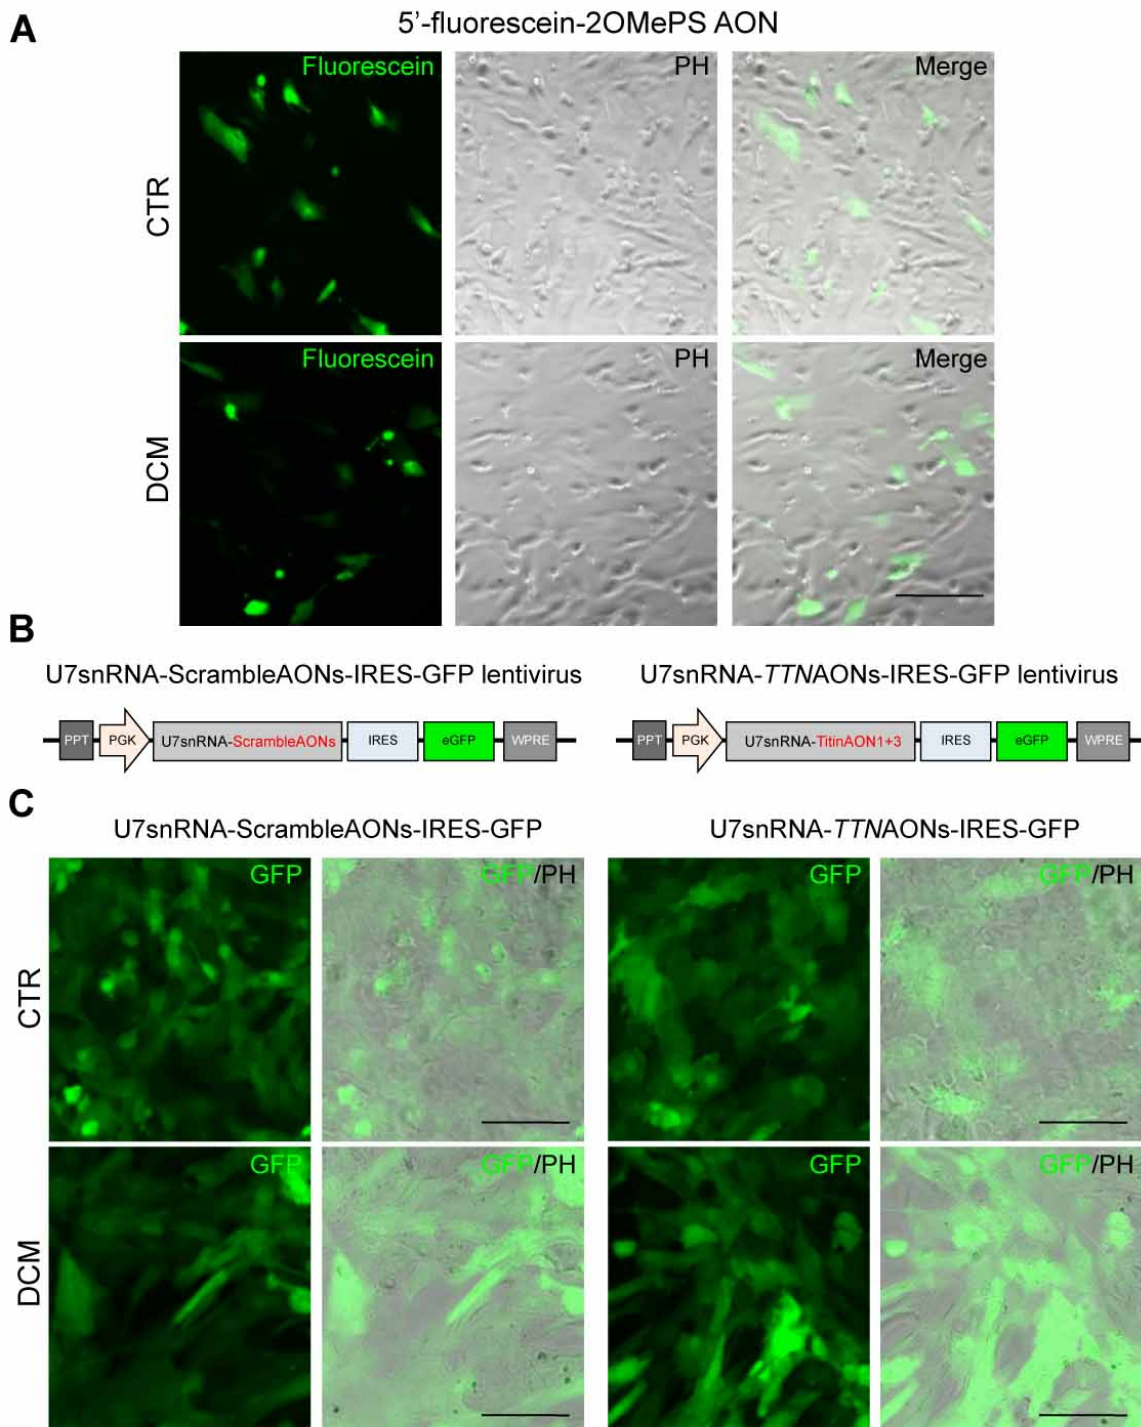 A
5'-fluorescein-2OMePS AON
Fluorescein PH Merge
CTR
Fluorescein PH Merge
DCM
B
U7snRNA-ScrambleAONs-IRES-GFP lentivirus U7snRNA-TTNAONs-IRES-GFP lentivirus
PPT PGK U7snRNA-ScrambleAONs IRES eGFP WPRE PPT PGK U7snRNA-TitinAON1+3 IRES eGFP WPRE
C
U7snRNA-ScrambleAONs-IRES-GFP U7snRNA-TTNAONs-IRES-GFP
GFP GFP/PH GFP GFP/PH
CTR
GFP GFP/PH GFP GFP/PH
DCM